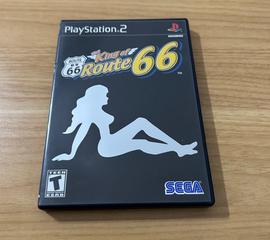 PlayStation 2
ROUTE
66
King of
Route 66
TEEN
T
SEGA